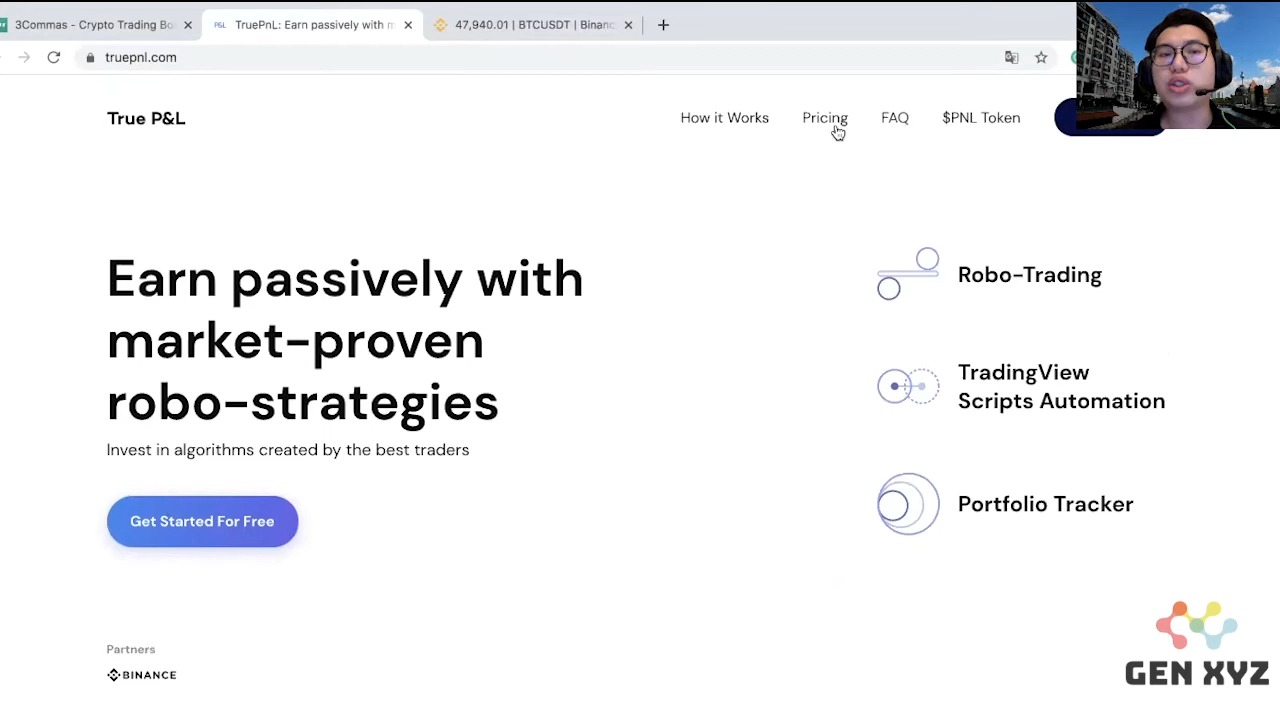 3Commas - Crypto Trading Bo
TruePnL: Earn passively with m
47,940.01 | BTCUSDT | Binanc
truepnl.com
True P&L
How it Works
Pricing
FAQ
$PNL Token
Earn passively with
market-proven
robo-strategies
Invest in algorithms created by the best traders
Get Started For Free
Robo-Trading
TradingView
Scripts Automation
Portfolio Tracker
Partners
BINANCE
GEN XYZ